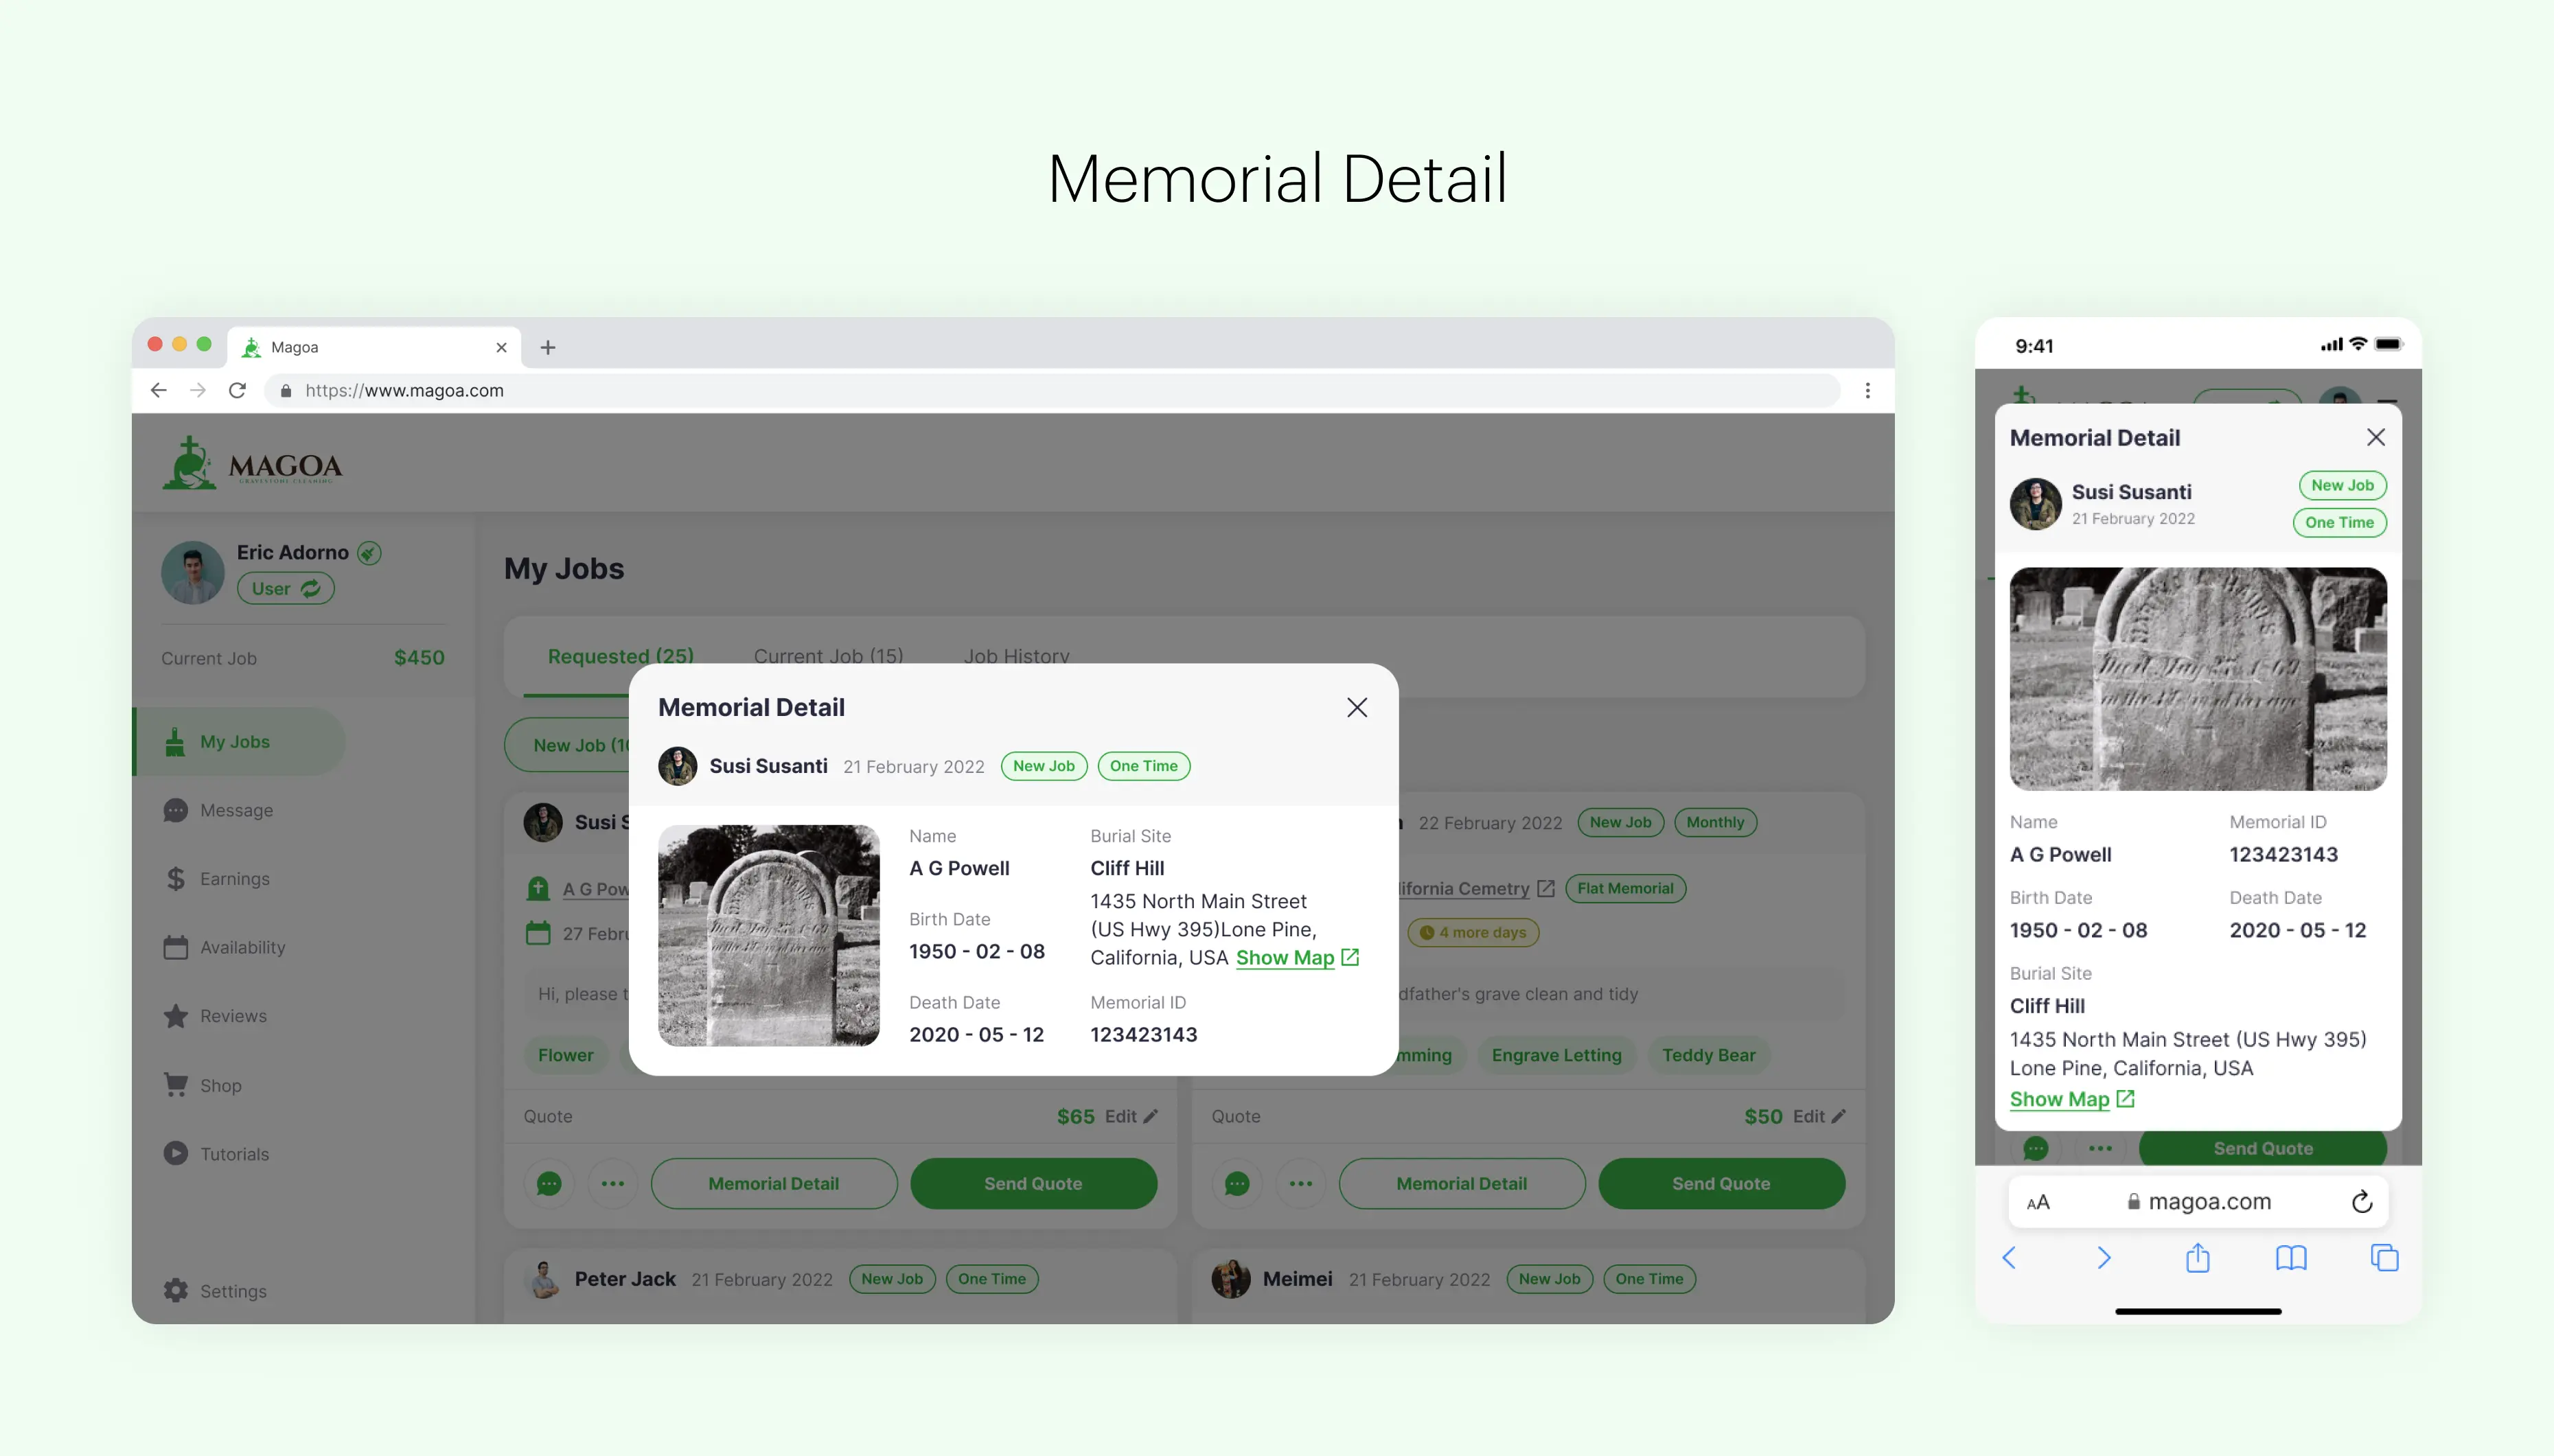 Memorial Detail
Magoa
https://www.magoa.com
MAGOA
GRAVESTONE CLEANING
Eric Adorno
User
Current Job $450
My Jobs
Message
Earnings
Availability
Reviews
Shop
Tutorials
Settings
My Jobs
Requested (25) Current Job (15) Job History
New Job
Memorial Detail
Susi Susanti 21 February 2022 New Job One Time
Name
A G Powell
Birth Date
1950 - 02 - 08
Death Date
2020 - 05 - 12
Burial Site
Cliff Hill
1435 North Main Street
(US Hwy 395)Lone Pine,
California, USA Show Map
Memorial ID
123423143
Susi
A G Pow
27 Febru
Hi, please
Flower
Quote $65 Edit
Memorial Detail Send Quote
22 February 2022 New Job Monthly
ifornia Cemetry Flat Memorial
4 more days
dfather's grave clean and tidy
mming Engrave Letting Teddy Bear
Quote $50 Edit
Memorial Detail Send Quote
Peter Jack 21 February 2022 New Job One Time
Meimei 21 February 2022 New Job One Time
9:41
Memorial Detail
Susi Susanti
21 February 2022
New Job
One Time
Name
A G Powell
Memorial ID
123423143
Birth Date
1950 - 02 - 08
Death Date
2020 - 05 - 12
Burial Site
Cliff Hill
1435 North Main Street (US Hwy 395)
Lone Pine, California, USA
Show Map
Send Quote
AA magoa.com